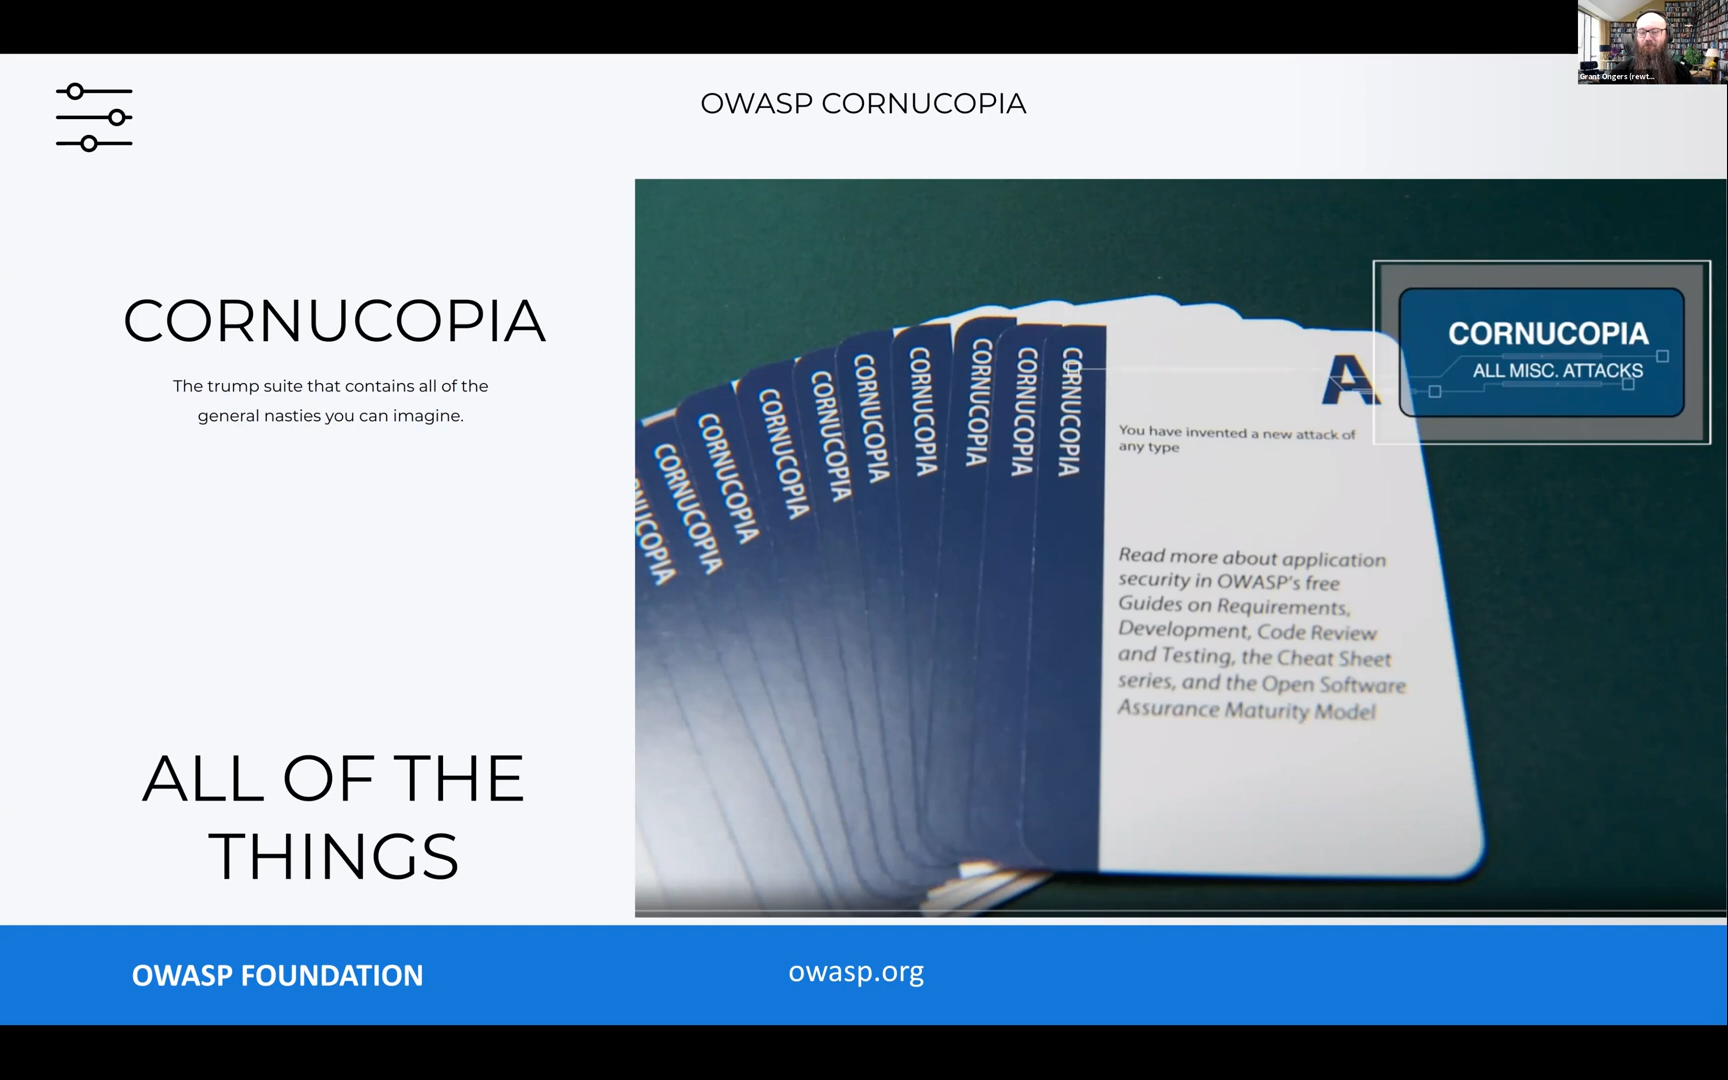 Grant Ongers (rewt...
OWASP CORNUCOPIA
CORNUCOPIA
The trump suite that contains all of the
general nasties you can imagine.
ALL OF THE
THINGS
CORNUCOPIA
CORNUCOPIA
CORNUCOPIA
CORNUCOPIA
CORNUCOPIA
CORNUCOPIA
CORNUCOPIA
CORNUCOPIA
CORNUCOPIA
A
You have invented a new attack of
any type
Read more about application
security in OWASP's free
Guides on Requirements,
Development, Code Review
and Testing, the Cheat Sheet
series, and the Open Software
Assurance Maturity Model
CORNUCOPIA
ALL MISC. ATTACKS
OWASP FOUNDATION
owasp.org